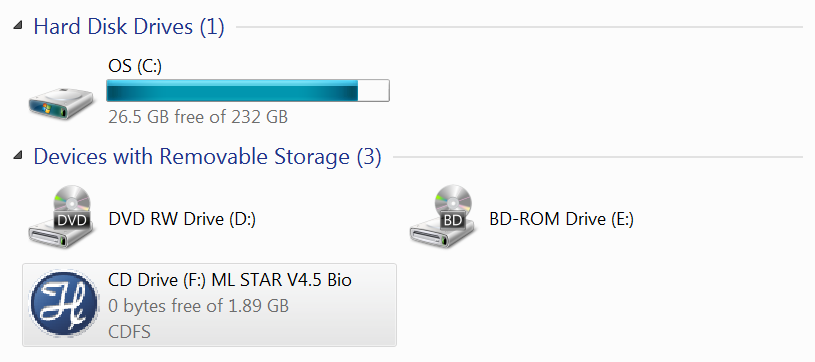 Hard Disk Drives (1)
OS (C:)
26.5 GB free of 232 GB
Devices with Removable Storage (3)
DVD
DVD RW Drive (D:)
BD
BD-ROM Drive (E:)
H
CD Drive (F:) ML STAR V4.5 Bio
0 bytes free of 1.89 GB
CDFS